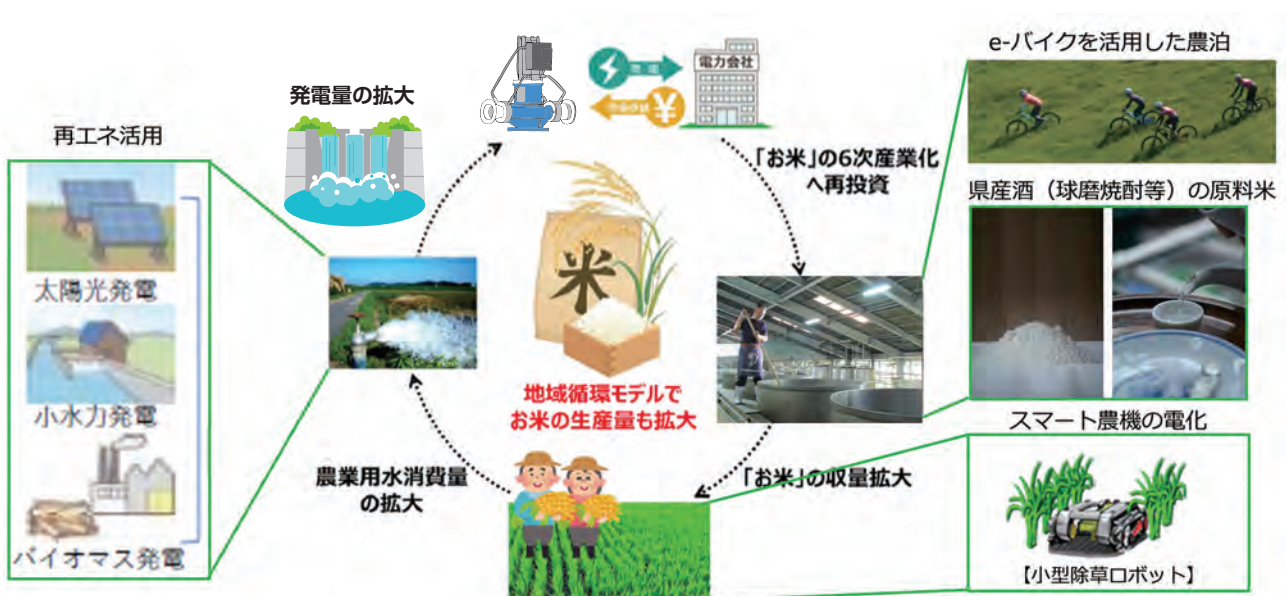 再エネ活用
太陽光発電
小水力発電
バイオマス発電
発電量の拡大
売電
電力会社
¥
「お米」の6次産業化
へ再投資
米
地域循環モデルで
お米の生産量も拡大
農業用水消費量
の拡大
「お米」の収量拡大
e-バイクを活用した農泊
県産酒（球磨焼酎等）の原料米
スマート農機の電化
【小型除草ロボット】